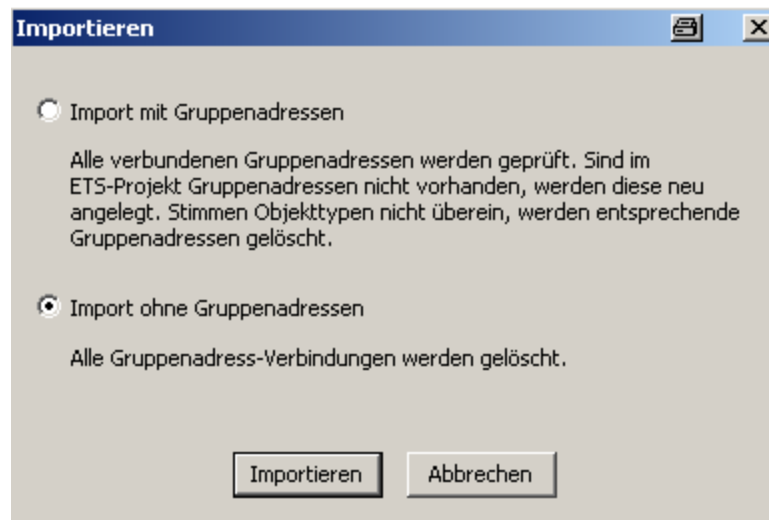 Importieren
Import mit Gruppenadressen
Alle verbundenen Gruppenadressen werden geprüft. Sind im
ETS-Projekt Gruppenadressen nicht vorhanden, werden diese neu
angelegt. Stimmen Objekttypen nicht überein, werden entsprechende
Gruppenadressen gelöscht.
Import ohne Gruppenadressen
Alle Gruppenadress-Verbindungen werden gelöscht.
Importieren Abbrechen